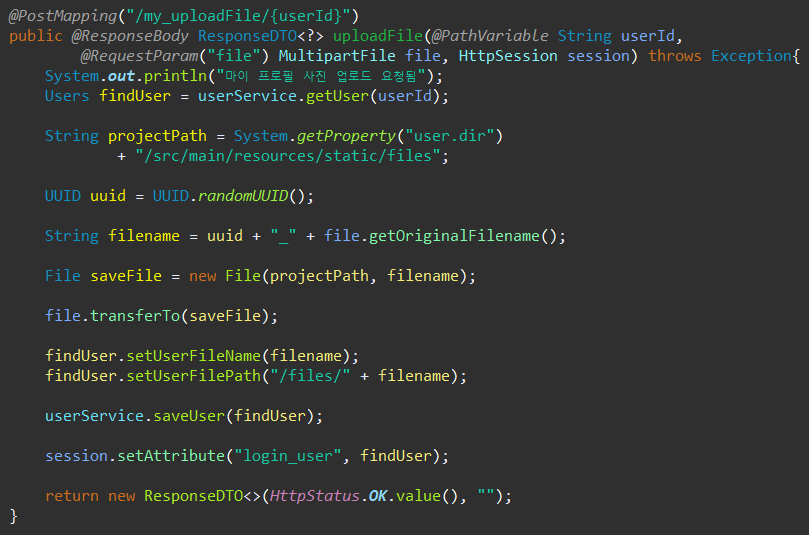 @PostMapping("/my_uploadFile/{userId}")
public @ResponseBody ResponseDTO<?> uploadFile(@PathVariable String userId,
        @RequestParam("file") MultipartFile file, HttpSession session) throws Exception{
    System.out.println("마이 프로필 사진 업로드 요청됨");
    Users findUser = userService.getUser(userId);

    String projectPath = System.getProperty("user.dir")
            + "/src/main/resources/static/files";

    UUID uuid = UUID.randomUUID();

    String filename = uuid + "_" + file.getOriginalFilename();

    File saveFile = new File(projectPath, filename);

    file.transferTo(saveFile);

    findUser.setUserFileName(filename);
    findUser.setUserFilePath("/files/" + filename);

    userService.saveUser(findUser);

    session.setAttribute("login_user", findUser);

    return new ResponseDTO<>(HttpStatus.OK.value(), "");
}